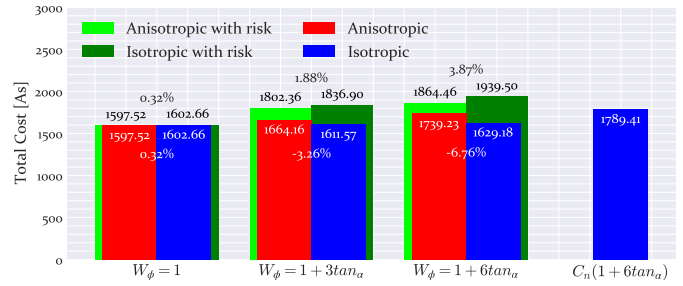 3000
2500
2000
1500
1000
500
0
Total Cost [As]
Anisotropic with risk
Anisotropic
Isotropic with risk
Isotropic
0.32%
1.88%
3.87%
1597.52
1602.66
1802.36
1836.90
1864.46
1939.50
1597.52
1602.66
1664.16
1611.57
1739.23
1629.18
1789.41
0.32%
-3.26%
-6.76%
W_ϕ = 1
W_ϕ = 1 + 3tan_α
W_ϕ = 1 + 6tan_α
C_n(1 + 6tan_α)